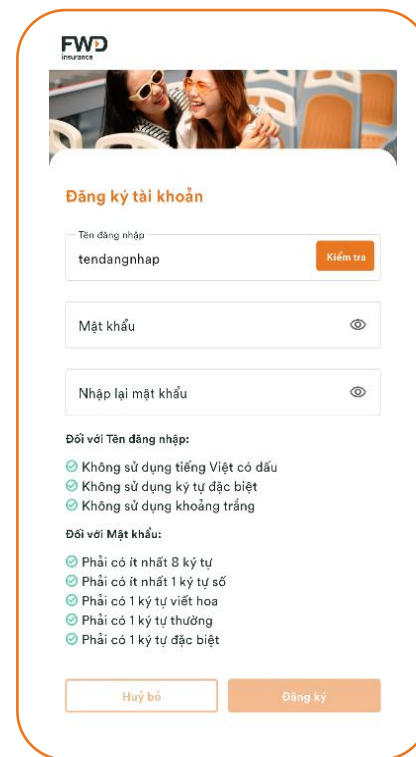 FWD
insurance
Đăng ký tài khoản
Tên đăng nhập
tendangnhap
Kiểm tra
Mật khẩu
Nhập lại mật khẩu
Đối với Tên đăng nhập:
Không sử dụng tiếng Việt có dấu
Không sử dụng ký tự đặc biệt
Không sử dụng khoảng trắng
Đối với Mật khẩu:
Phải có ít nhất 8 ký tự
Phải có ít nhất 1 ký tự số
Phải có 1 ký tự viết hoa
Phải có 1 ký tự thường
Phải có 1 ký tự đặc biệt
Huỷ bỏ
Đăng ký